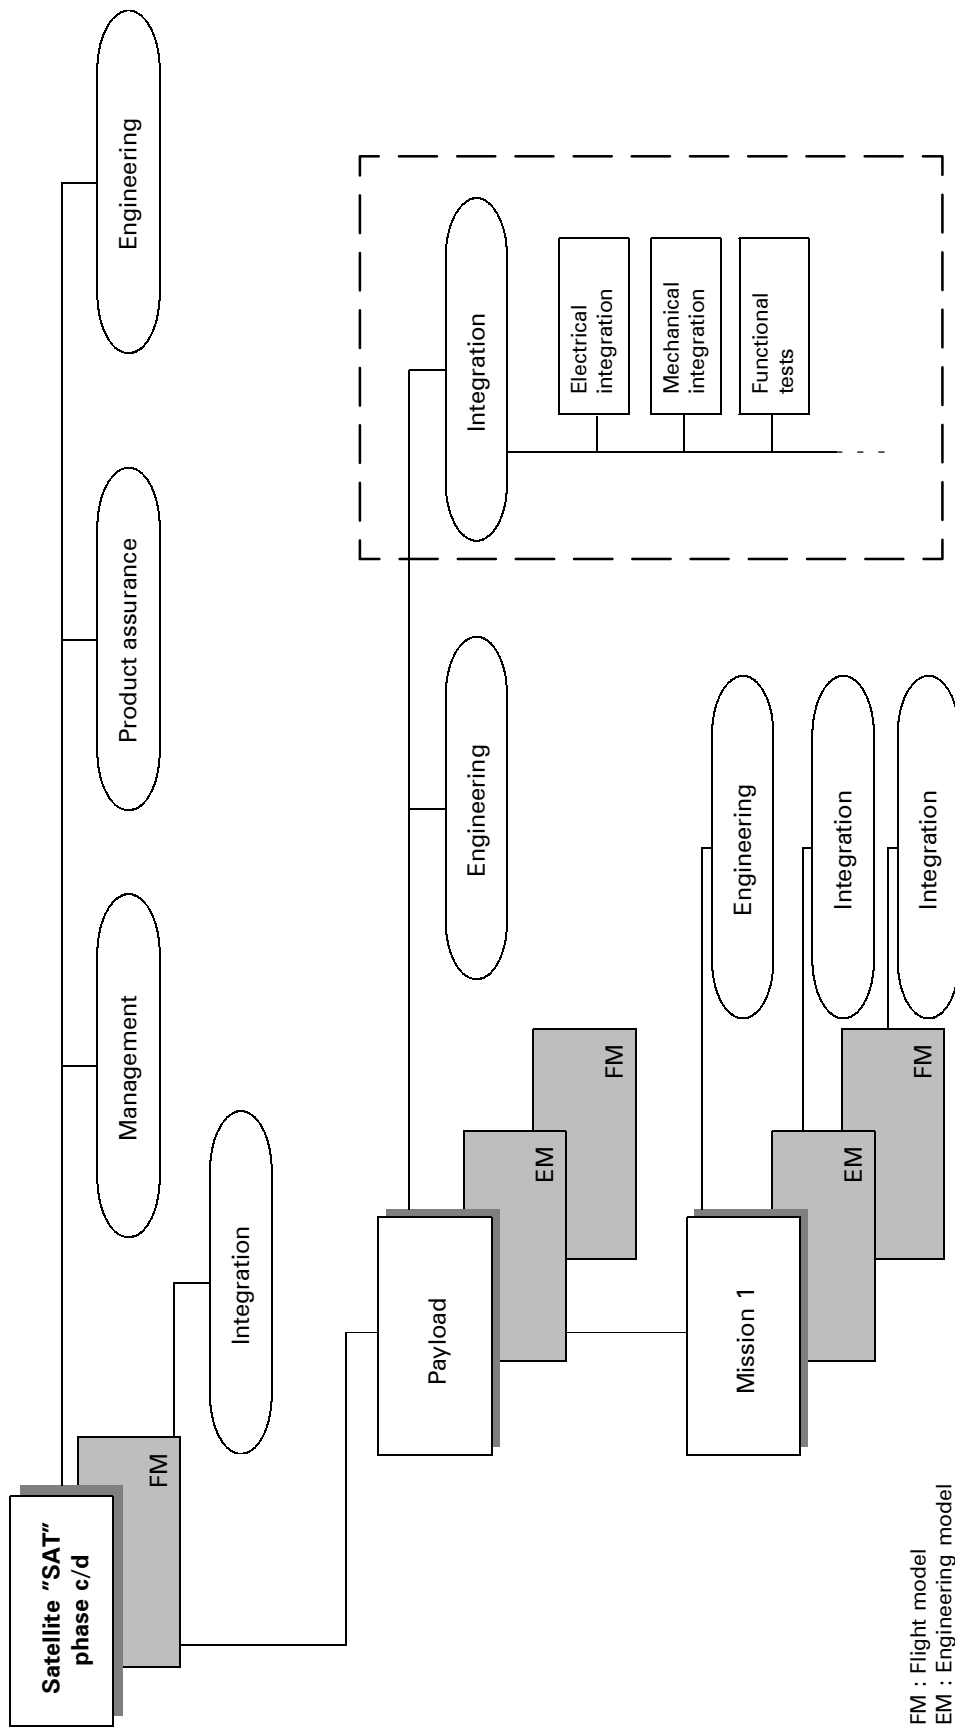 Satellite "SAT"
phase c/d
FM
Management
Product assurance
Engineering
Integration
Payload
EM
FM
Engineering
Integration
Electrical
integration
Mechanical
integration
Functional
tests
Mission 1
EM
FM
Engineering
Integration
Integration
FM : Flight model
EM : Engineering model